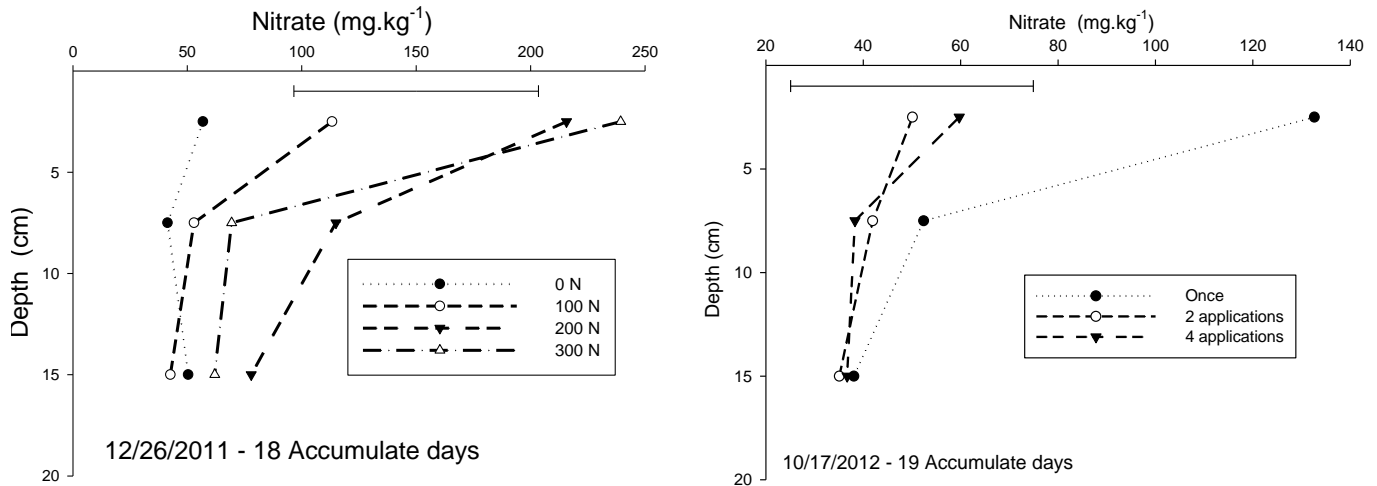 Nitrate (mg.kg-1)
0 50 100 150 200 250
Depth (cm)
5
10
15
20
0 N
100 N
200 N
300 N
12/26/2011 - 18 Accumulate days
Nitrate (mg.kg-1)
20 40 60 80 100 120 140
Depth (cm)
5
10
15
20
Once
2 applications
4 applications
10/17/2012 - 19 Accumulate days